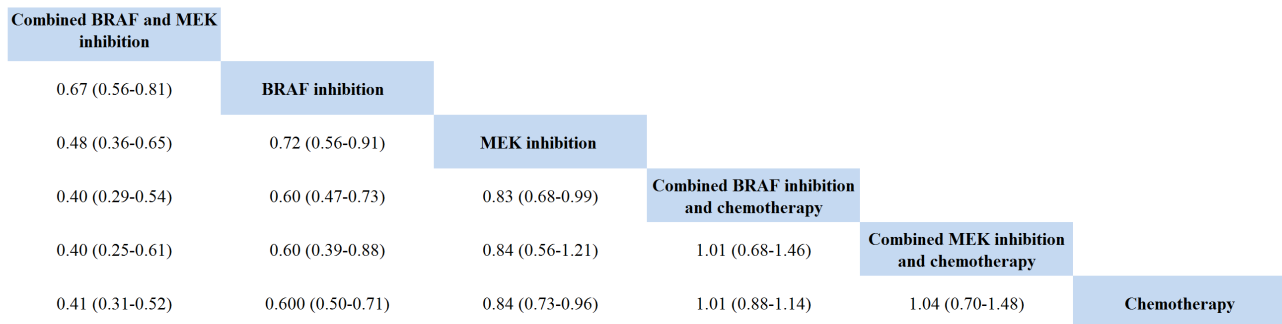 Combined BRAF and MEK
inhibition
0.67 (0.56-0.81) BRAF inhibition
0.48 (0.36-0.65) 0.72 (0.56-0.91) MEK inhibition
0.40 (0.29-0.54) 0.60 (0.47-0.73) 0.83 (0.68-0.99) Combined BRAF inhibition
and chemotherapy
0.40 (0.25-0.61) 0.60 (0.39-0.88) 0.84 (0.56-1.21) 1.01 (0.68-1.46) Combined MEK inhibition
and chemotherapy
0.41 (0.31-0.52) 0.600 (0.50-0.71) 0.84 (0.73-0.96) 1.01 (0.88-1.14) 1.04 (0.70-1.48) Chemotherapy